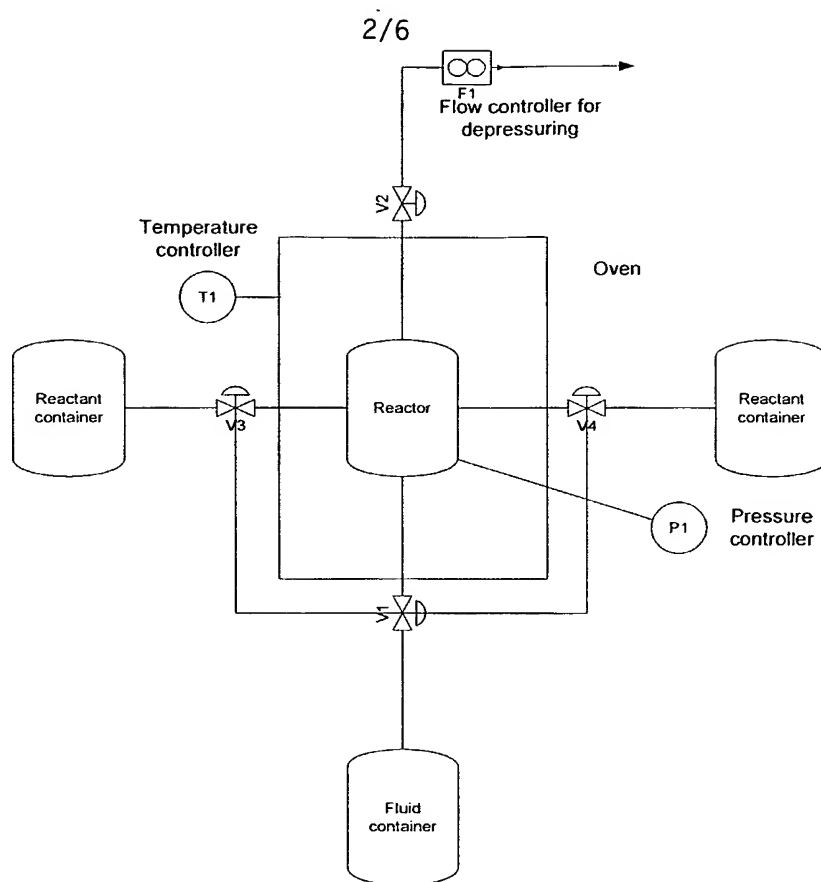 2/6
F1
Flow controller for
depressuring
V2
Temperature
controller
T1
Oven
Reactant
container
V3
Reactor
V4
Reactant
container
P1
Pressure
controller
V1
Fluid
container